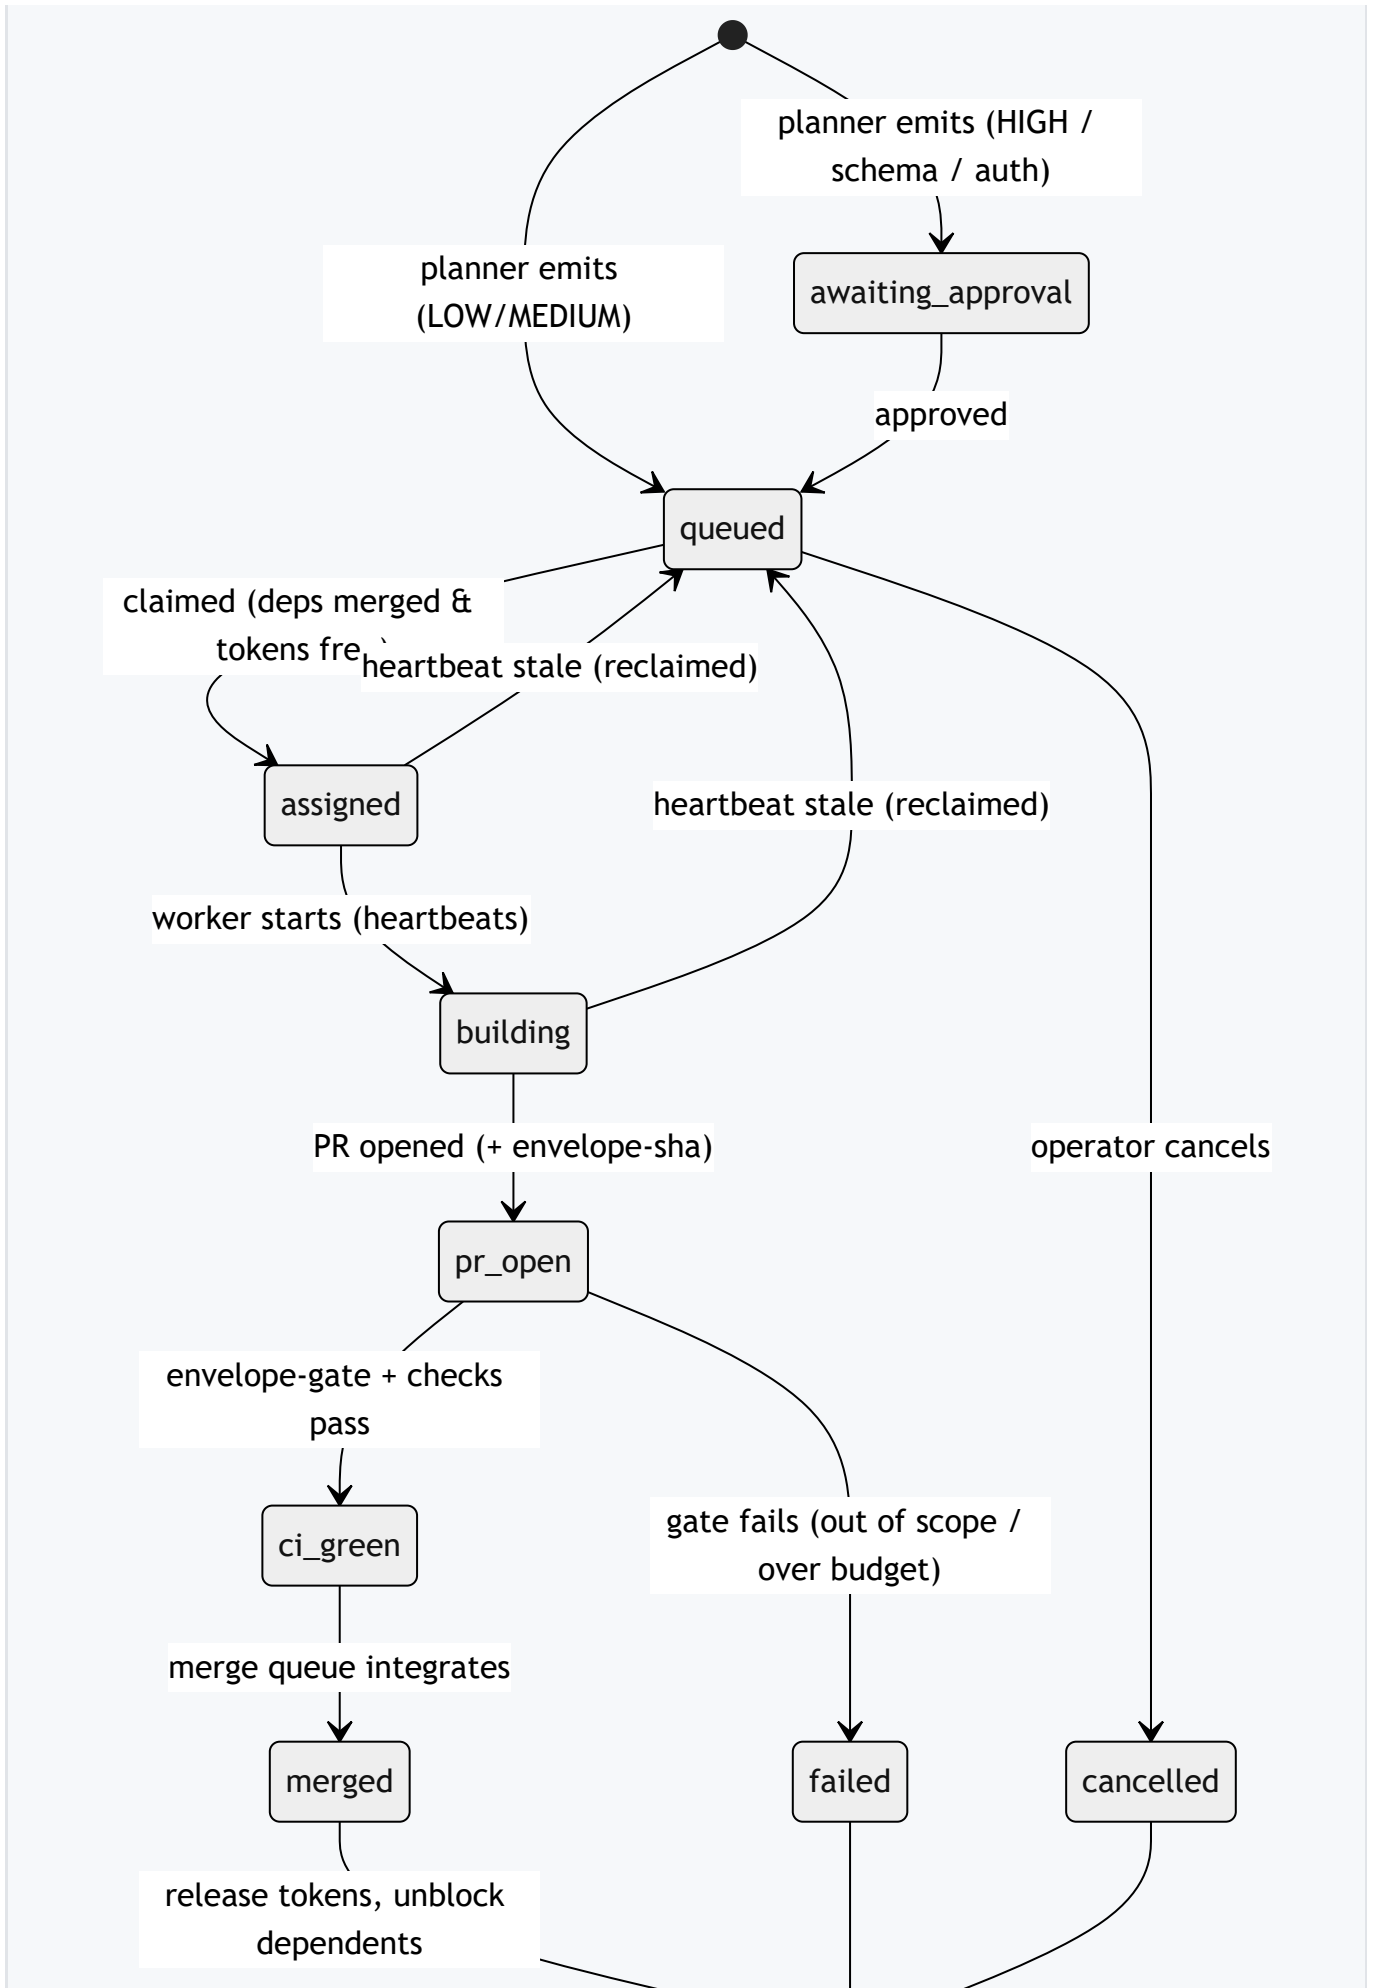 planner emits (HIGH /
schema / auth)
planner emits
(LOW/MEDIUM)
awaiting_approval
approved
queued
claimed (deps merged &
tokens fre
heartbeat stale (reclaimed)
assigned
heartbeat stale (reclaimed)
worker starts (heartbeats)
building
PR opened (+ envelope-sha)
operator cancels
pr_open
envelope-gate + checks
pass
gate fails (out of scope /
over budget)
ci_green
merge queue integrates
merged
failed
cancelled
release tokens, unblock
dependents